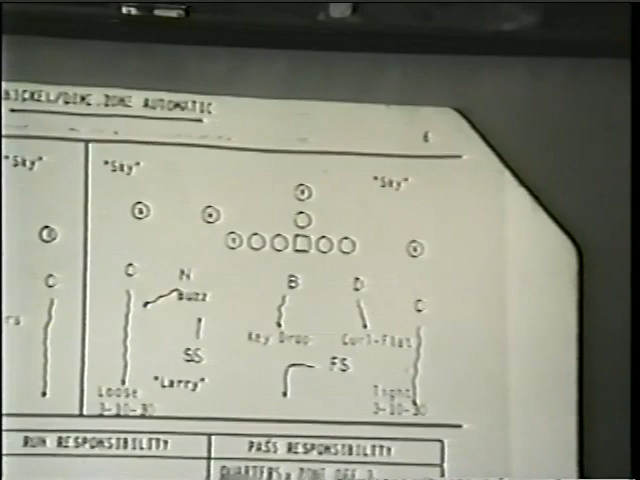 NICKEL/DIME ZONE AUTOMATIC
6
"Sky" "Sky" "Sky"
C C N B D C
Buzz
Key Drop Curl-Flat
SS FS
"Larry"
Loose Tight
3-10-30 3-10-30
RUN RESPONSIBILITY PASS RESPONSIBILITY